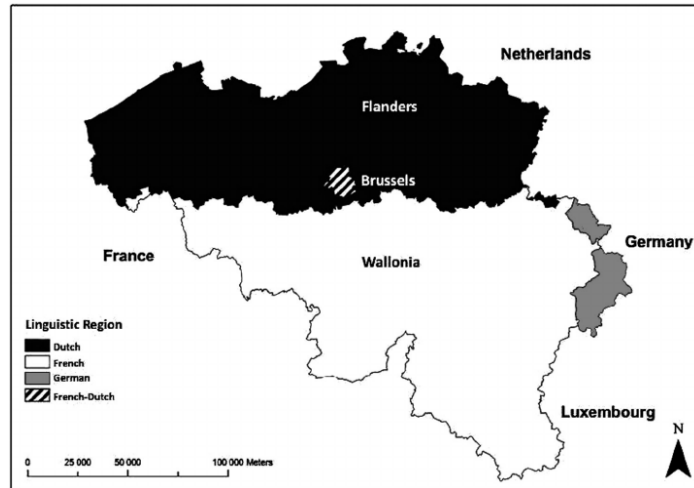 Netherlands
Flanders
Brussels
France
Wallonia
Germany
Linguistic Region
Dutch
French
German
French-Dutch
Luxembourg
N
0 25 000 50 000 100 000 Meters